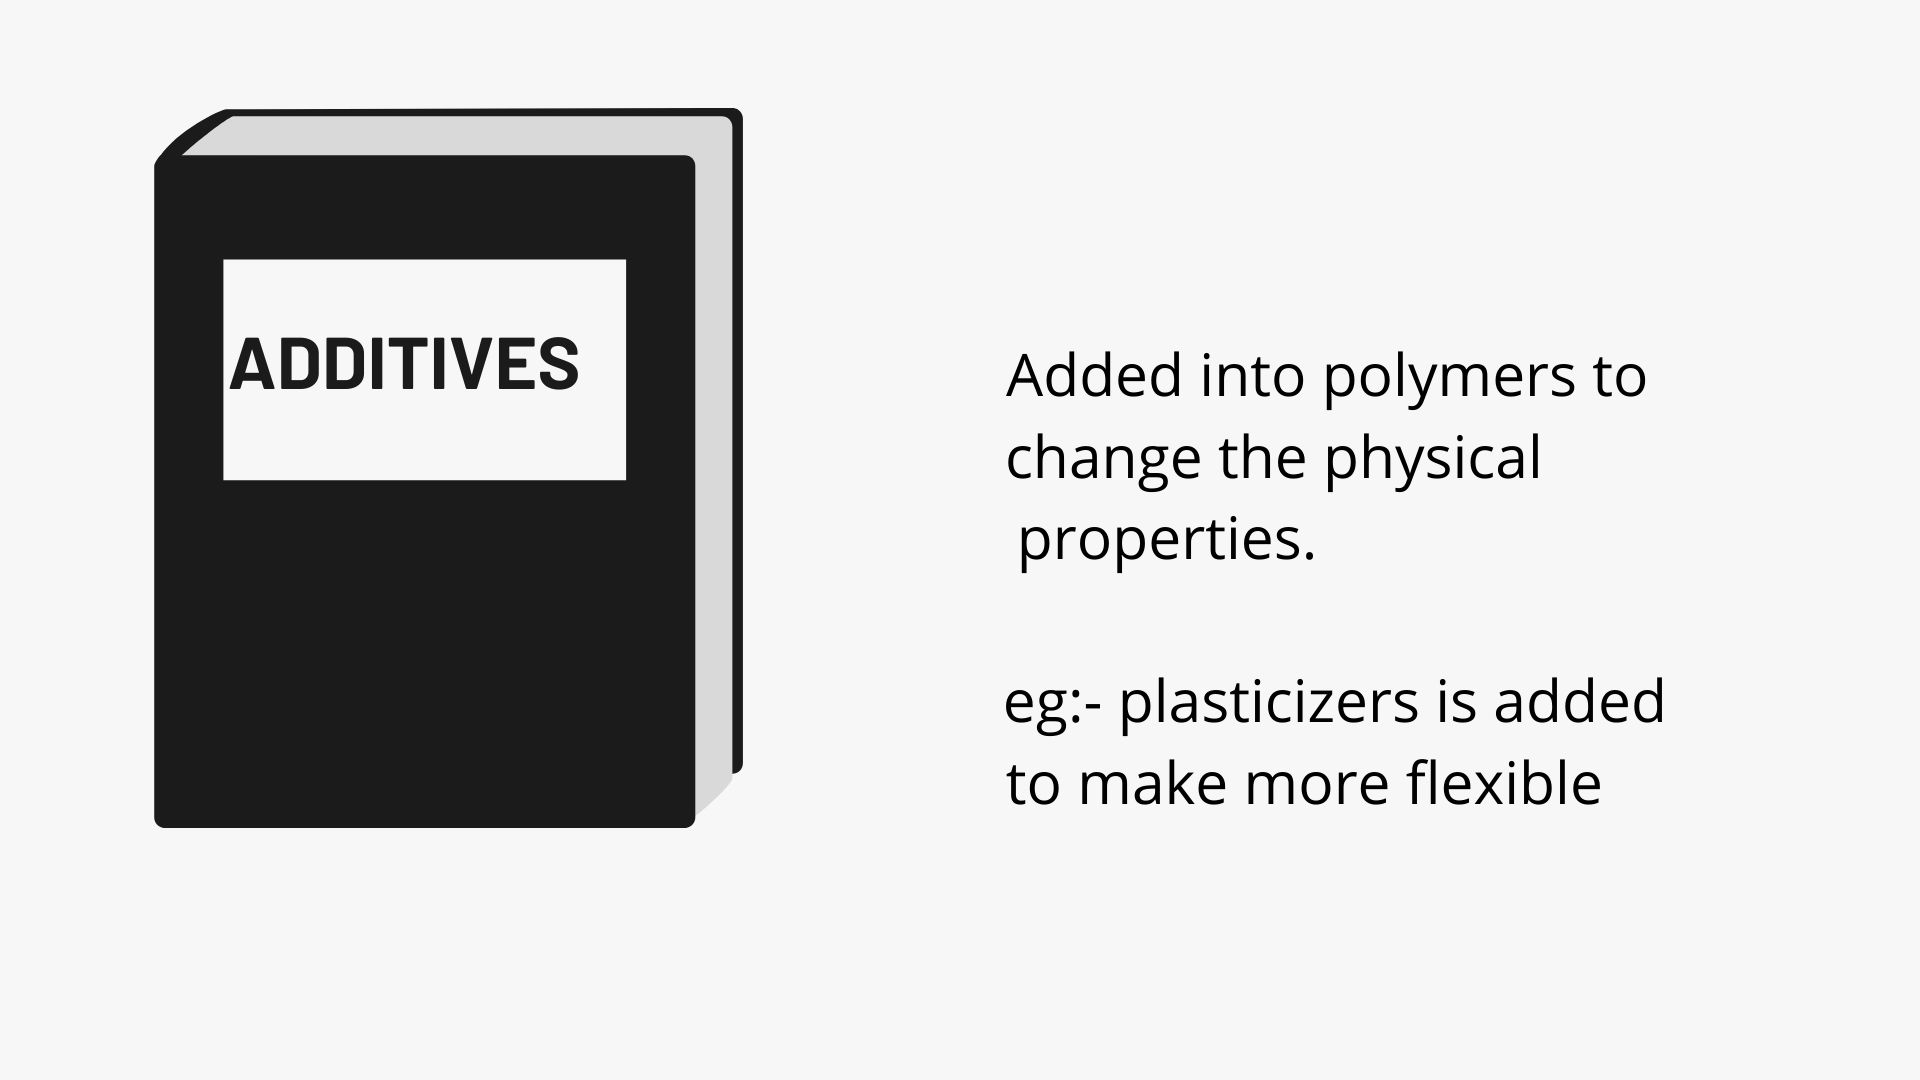 ADDITIVES
Added into polymers to
change the physical
properties.
eg:- plasticizers is added
to make more flexible